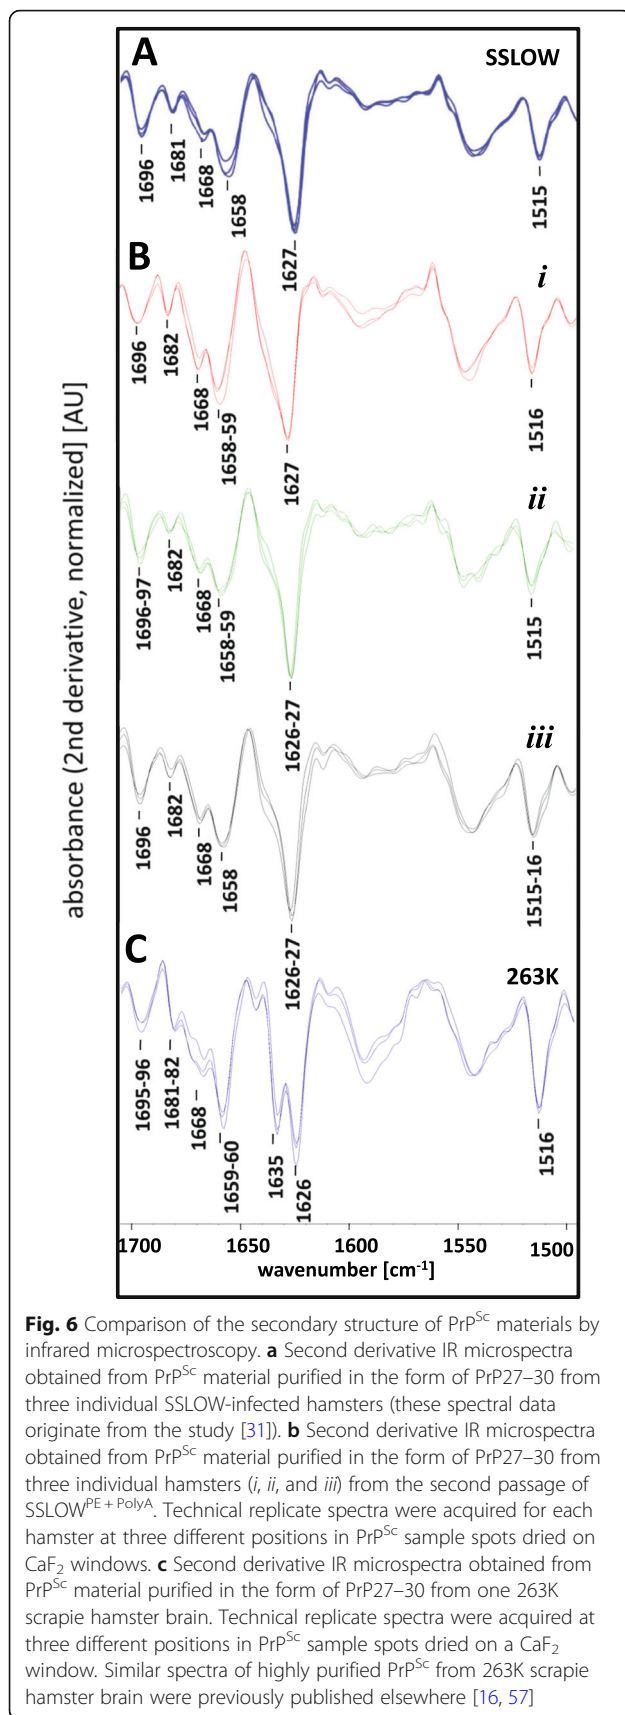 A
SSLOW
1696
1681
1668
1658
1627
1515
B
i
1696
1682
1668
1658-59
1627
1516
ii
1696-97
1682
1668
1658-59
1626-27
1515
iii
1696
1682
1668
1658
1626-27
1515-16
C
263K
1695-96
1681-82
1668
1659-60
1635
1626
1516
absorbance (2nd derivative, normalized] [AU]
1700 1650 1600 1550 1500
wavenumber [cm-1]
Fig. 6 Comparison of the secondary structure of PrPSc materials by
infrared microspectroscopy. a Second derivative IR microspectra
obtained from PrPSc material purified in the form of PrP27–30 from
three individual SSLOW-infected hamsters (these spectral data
originate from the study [31]). b Second derivative IR microspectra
obtained from PrPSc material purified in the form of PrP27–30 from
three individual hamsters (i, ii, and iii) from the second passage of
SSLOWPE + PolyA. Technical replicate spectra were acquired for each
hamster at three different positions in PrPSc sample spots dried on
CaF2 windows. c Second derivative IR microspectra obtained from
PrPSc material purified in the form of PrP27–30 from one 263K
scrapie hamster brain. Technical replicate spectra were acquired at
three different positions in PrPSc sample spots dried on a CaF2
window. Similar spectra of highly purified PrPSc from 263K scrapie
hamster brain were previously published elsewhere [16, 57]